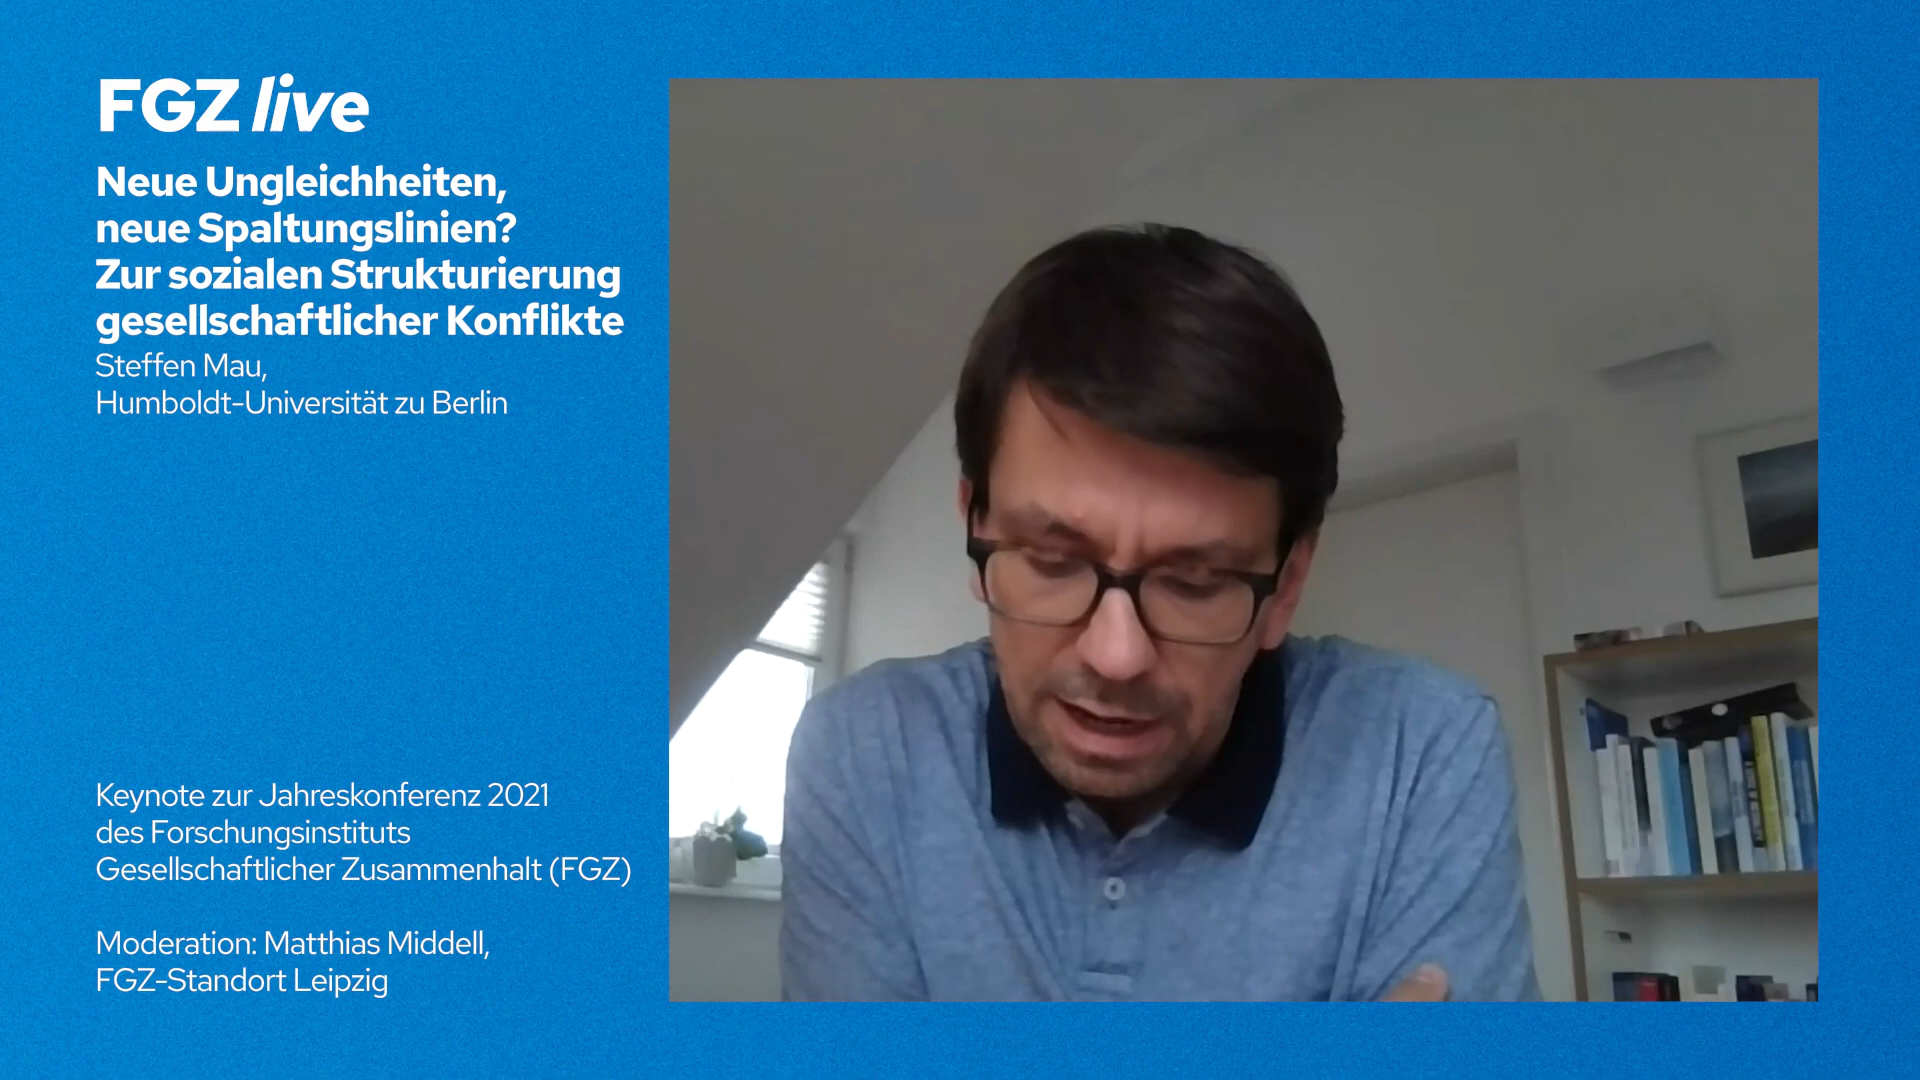 FGZ live
Neue Ungleichheiten,
neue Spaltungslinien?
Zur sozialen Strukturierung
gesellschaftlicher Konflikte
Steffen Mau,
Humboldt-Universität zu Berlin
Keynote zur Jahreskonferenz 2021
des Forschungsinstituts
Gesellschaftlicher Zusammenhalt (FGZ)
Moderation: Matthias Middell,
FGZ-Standort Leipzig